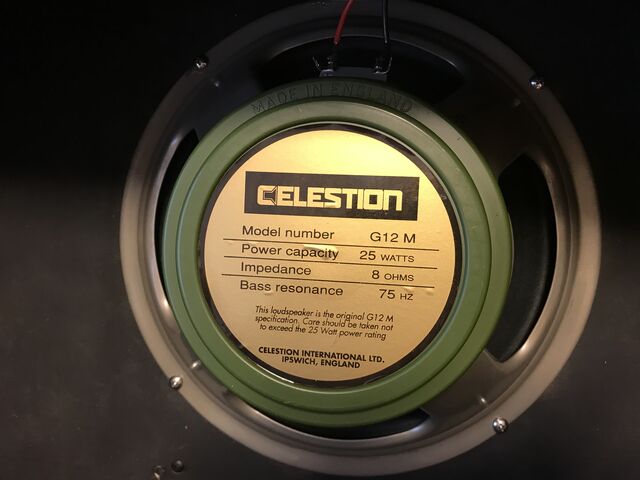 MADE IN ENGLAND
CELESTION
Model number G12 M
Power capacity 25 WATTS
Impedance 8 OHMS
Bass resonance 75 HZ
This loudspeaker is the original G12 M
specification. Care should be taken not
to exceed the 25 Watt power rating
CELESTION INTERNATIONAL LTD.
IPSWICH, ENGLAND